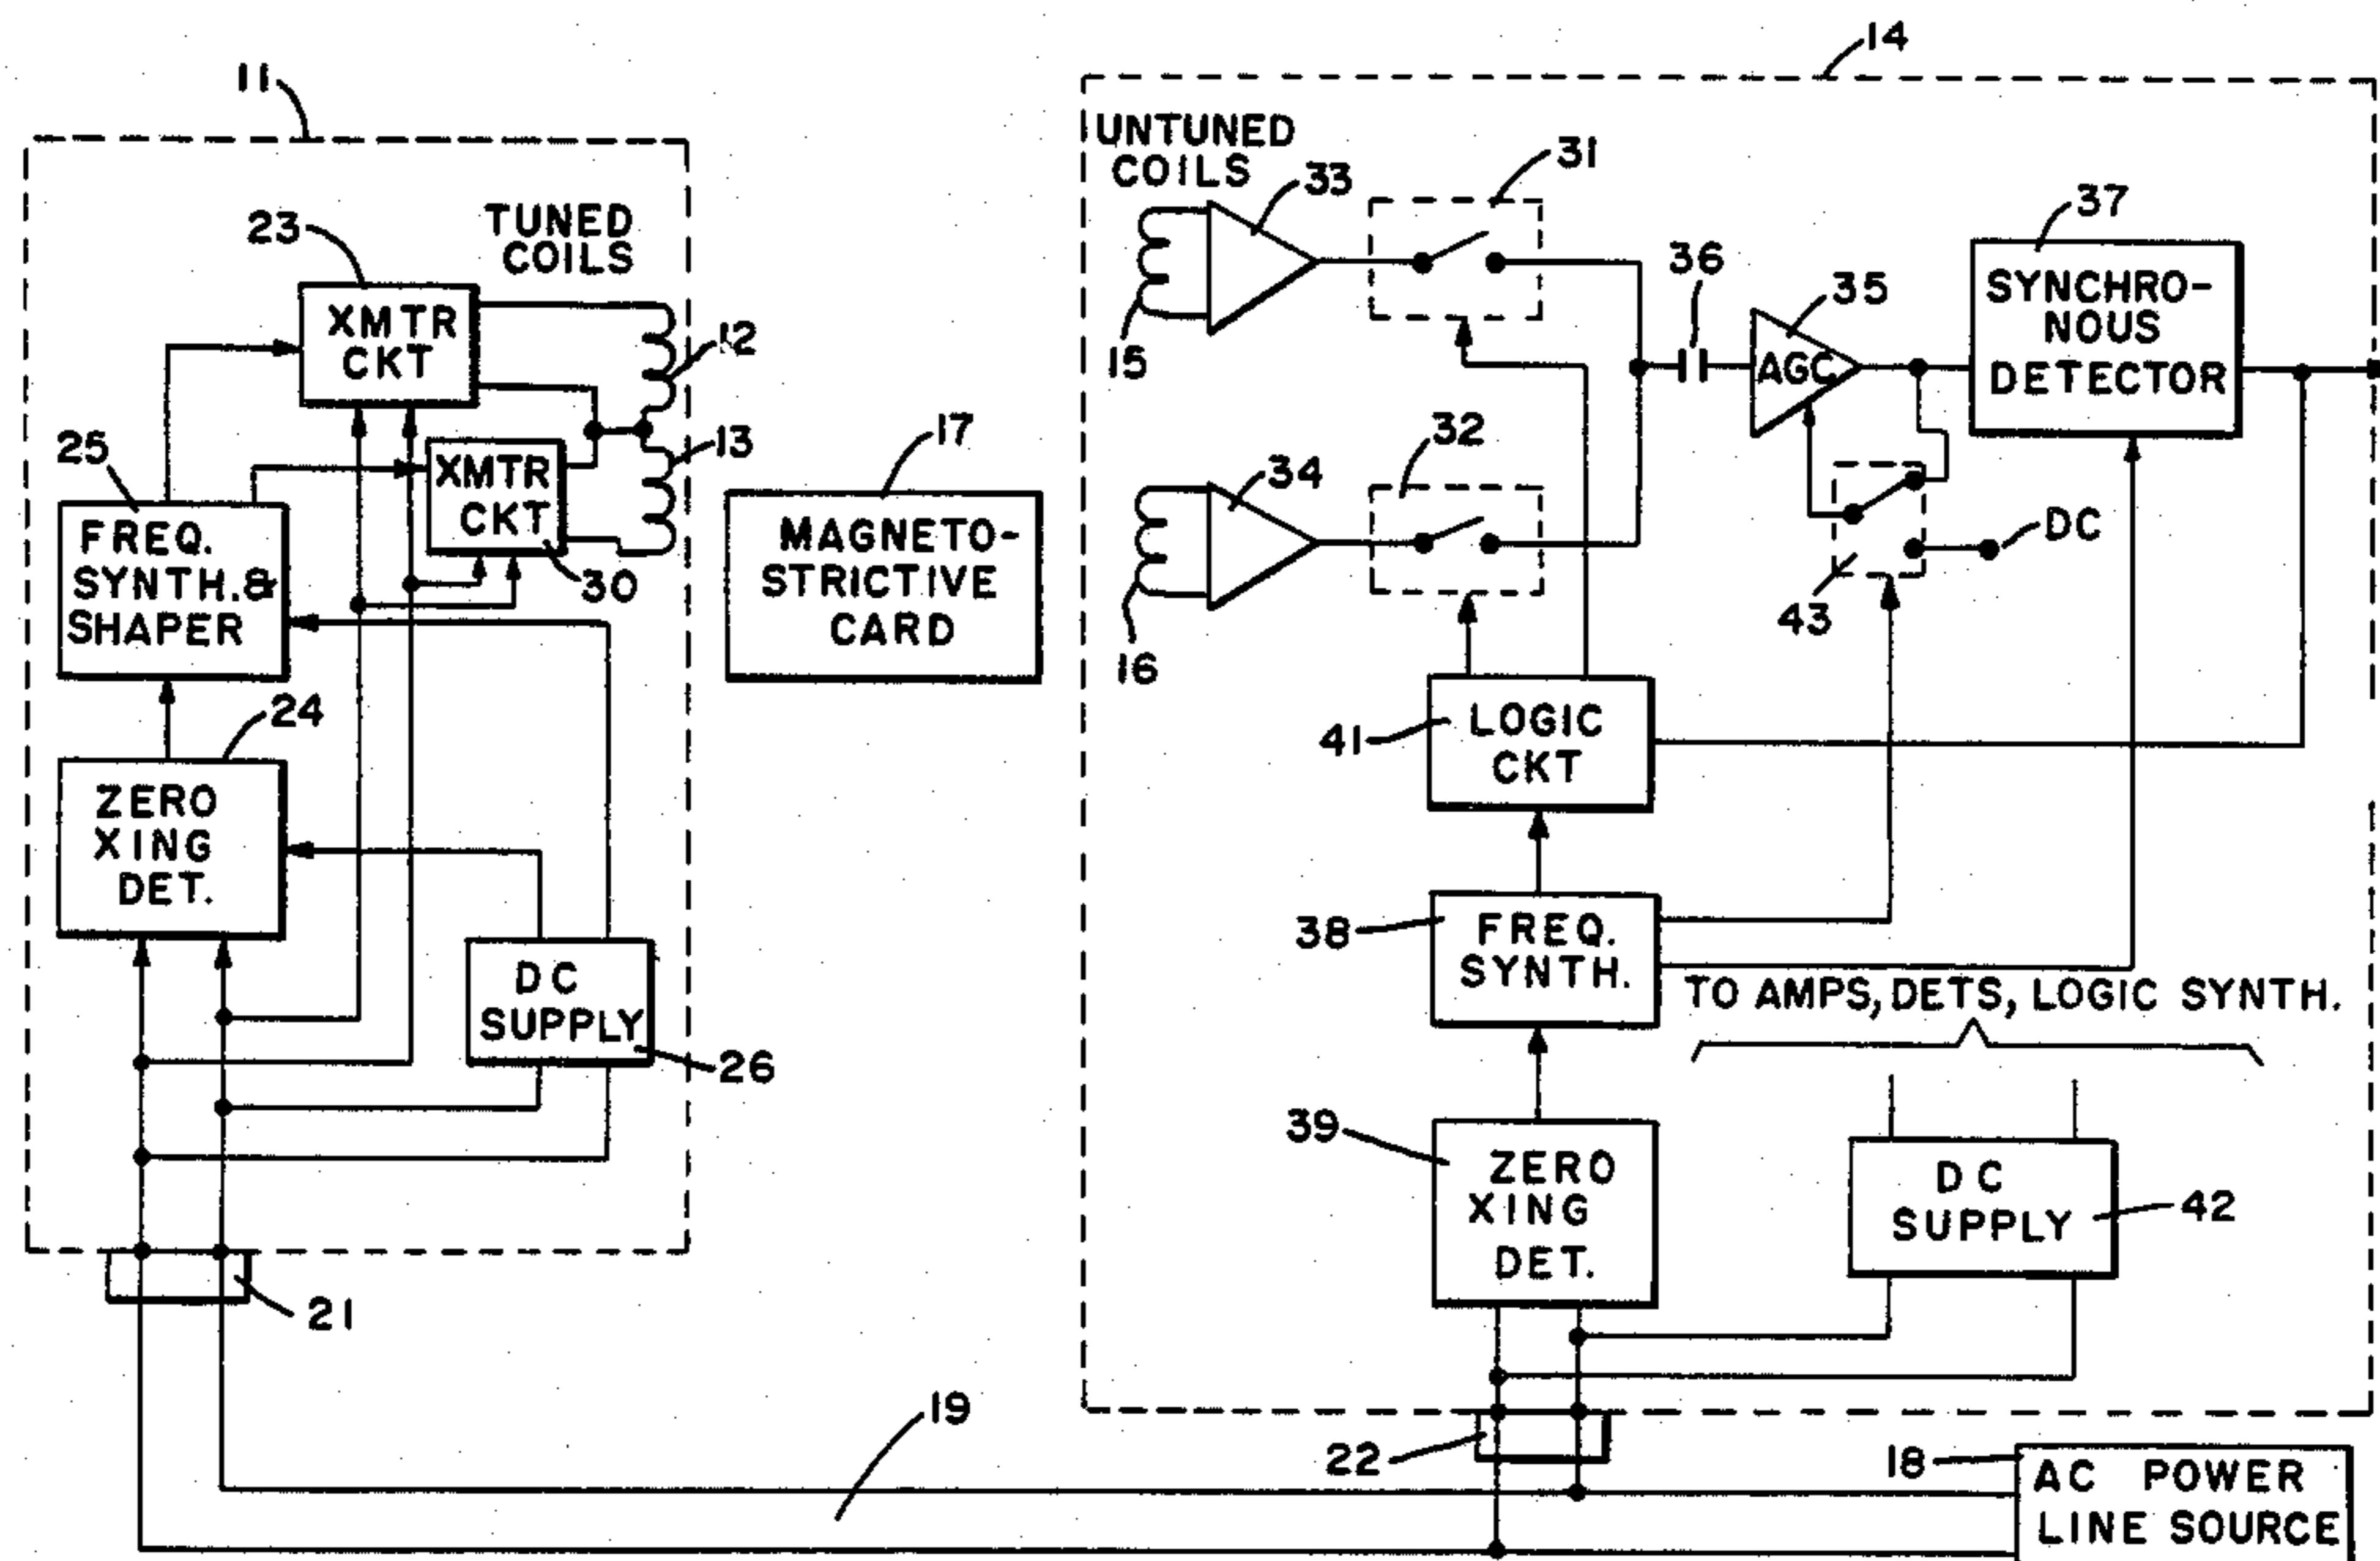 14
11
UNTUNED
COILS
31
33
37
23
TUNED
COILS
36
SYNCHRO-
NOUS
DETECTOR
35
XMTR
CKT
12
15
AGC
25
13
17
32
34
XMTR
CKT
FREQ.
SYNTH.&
SHAPER
MAGNETO-
STRICTIVE
CARD
DC
30
43
16
24
LOGIC
CKT
41
ZERO
XING
DET.
38
FREQ.
SYNTH.
DC
SUPPLY
TO AMPS, DETS, LOGIC SYNTH.
26
39
ZERO
XING
DET.
DC
SUPPLY
42
21
19
22
18
AC POWER
LINE SOURCE